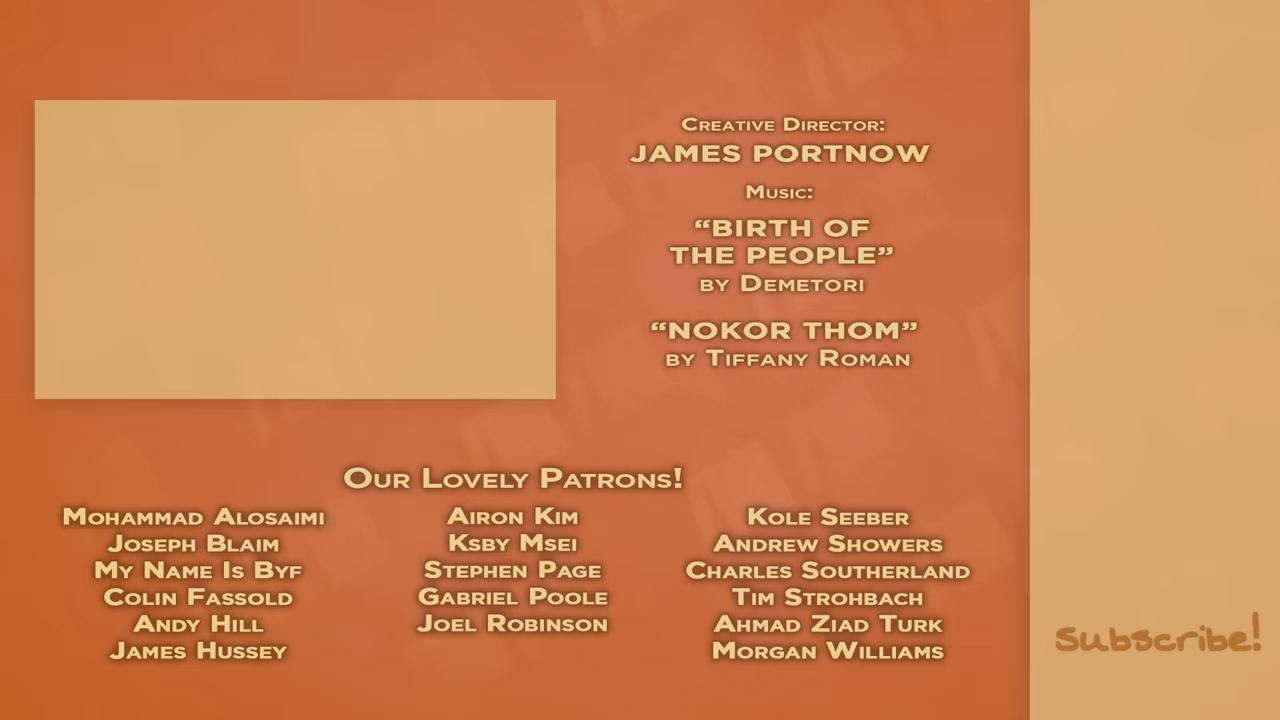 Creative Director:
JAMES PORTNOW
Music:
“BIRTH OF
THE PEOPLE”
by Demetori
“NOKOR THOM”
by Tiffany Roman
Our Lovely Patrons!
Mohammad Alosaimi
Joseph Blaim
My Name Is Byf
Colin Fassold
Andy Hill
James Hussey
Airon Kim
Ksby Msei
Stephen Page
Gabriel Poole
Joel Robinson
Kole Seeber
Andrew Showers
Charles Southerland
Tim Strohbach
Ahmad Ziad Turk
Morgan Williams
Subscribe!